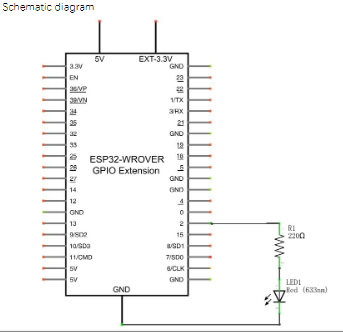 Schematic diagram
5V
EXT-3.3V
3.3V
EN
36/VP
39/VN
34
35
32
33
25
26
27
14
12
GND
13
9/SD2
10/SD3
11/CMD
5V
5V
ESP32-WROVER
GPIO Extension
GND
GND
23
22
1/TX
3/RX
21
GND
19
18
5
GND
GND
4
0
2
15
8/SD1
7/SD0
6/CLK
GND
R1
220Ω
LED1
Red (633nm)